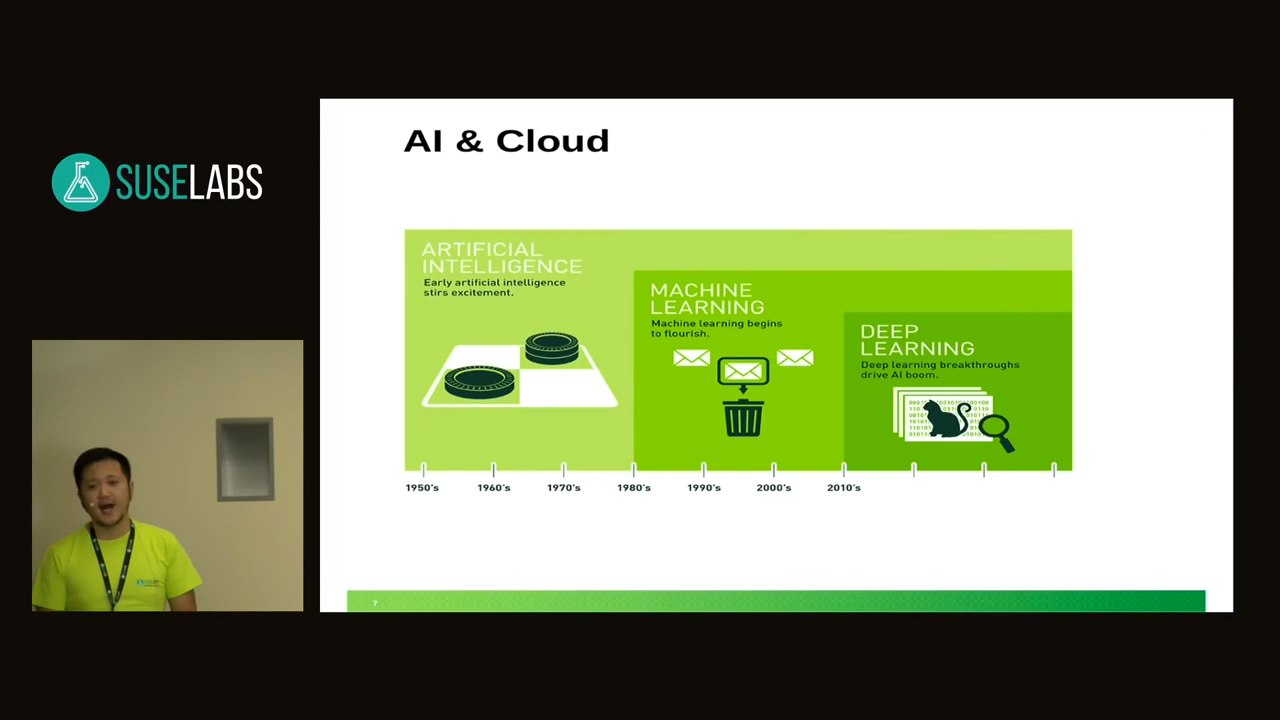 AI & Cloud
SUSELABS
ARTIFICIAL
INTELLIGENCE
Early artificial intelligence
stirs excitement.
MACHINE
LEARNING
Machine learning begins
to flourish.
DEEP
LEARNING
Deep learning breakthroughs
drive AI boom.
1950's 1960's 1970's 1980's 1990's 2000's 2010's
7